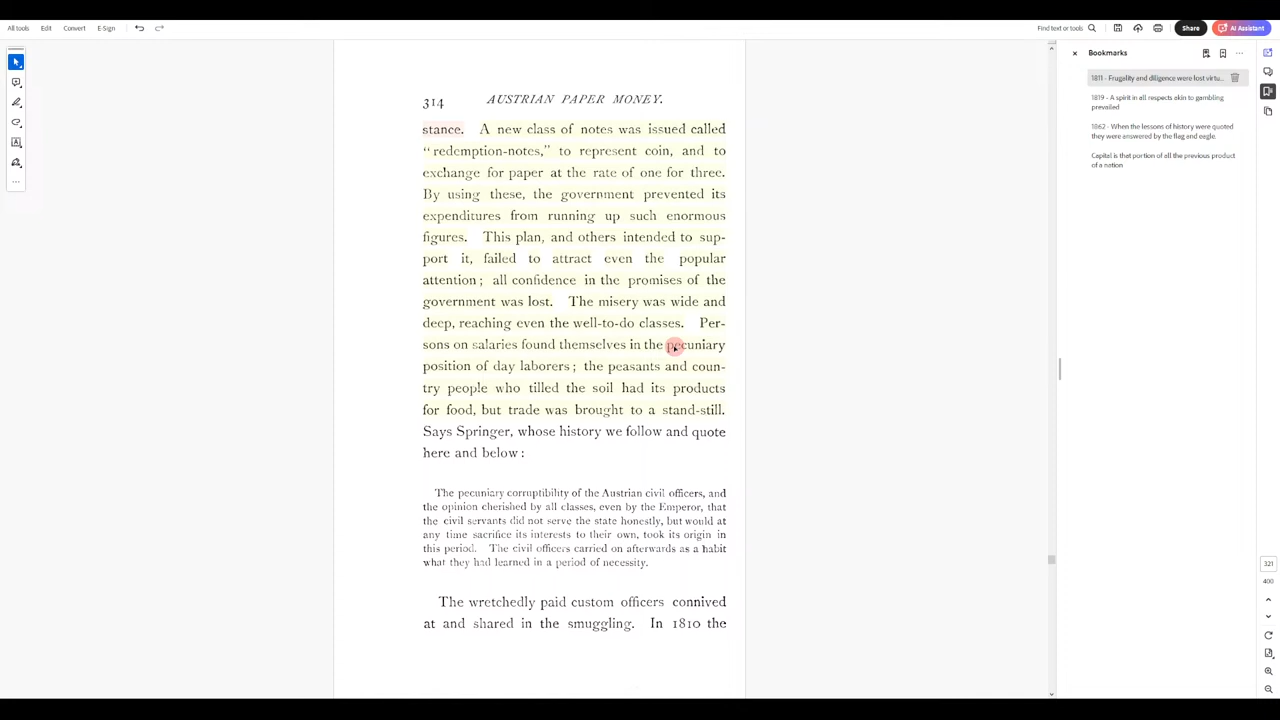 All tools Edit Convert E-Sign
Find text or tools
Share
AI Assistant
314 AUSTRIAN PAPER MONEY.
stance. A new class of notes was issued called
“redemption-notes,” to represent coin, and to
exchange for paper at the rate of one for three.
By using these, the government prevented its
expenditures from running up such enormous
figures. This plan, and others intended to sup-
port it, failed to attract even the popular
attention; all confidence in the promises of the
government was lost. The misery was wide and
deep, reaching even the well-to-do classes. Per-
sons on salaries found themselves in the pecuniary
position of day laborers; the peasants and coun-
try people who tilled the soil had its products
for food, but trade was brought to a stand-still.
Says Springer, whose history we follow and quote
here and below:
The pecuniary corruptibility of the Austrian civil officers, and
the opinion cherished by all classes, even by the Emperor, that
the civil servants did not serve the state honestly, but would at
any time sacrifice its interests to their own, took its origin in
this period. The civil officers carried on afterwards as a habit
what they had learned in a period of necessity.
The wretchedly paid custom officers connived
at and shared in the smuggling. In 1810 the
Bookmarks
1811 - Frugality and diligence were lost virtu...
1819 - A spirit in all respects akin to gambling
prevailed
1862 - When the lessons of history were quoted
they were answered by the flag and eagle.
Capital is that portion of all the previous product
of a nation
321
400